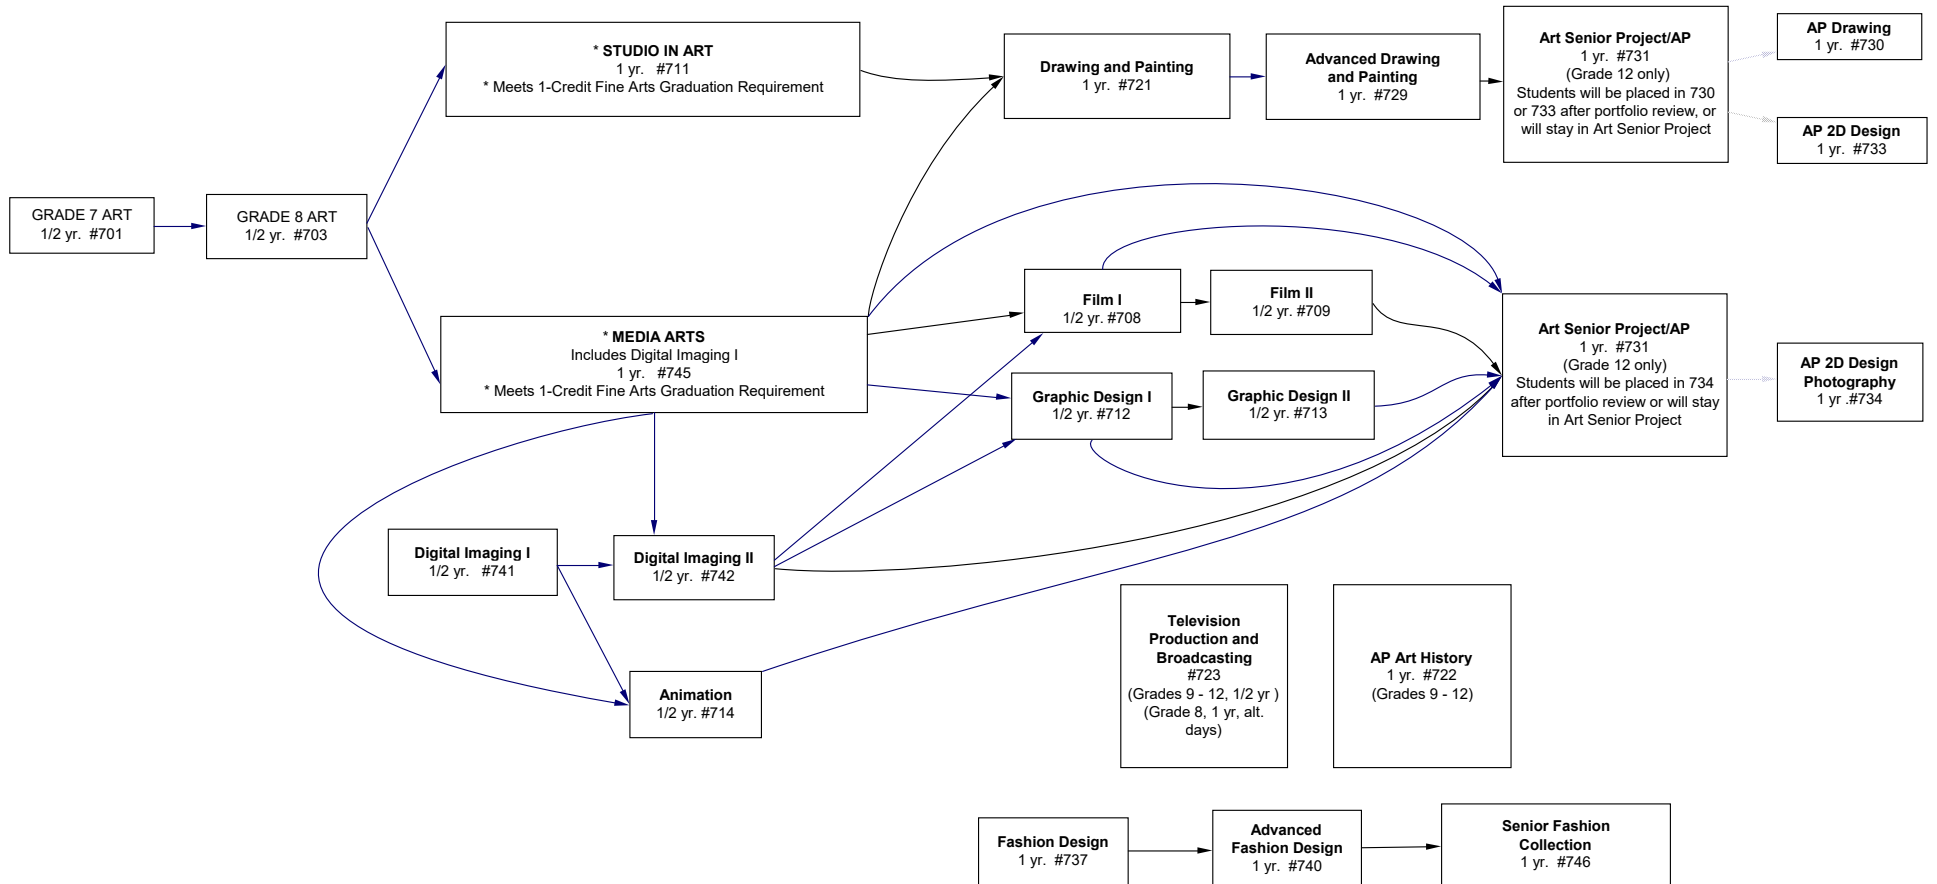 * STUDIO IN ART
1 yr. #711
* Meets 1-Credit Fine Arts Graduation Requirement
Drawing and Painting
1 yr. #721
Advanced Drawing
and Painting
1 yr. #729
Art Senior Project/AP
1 yr. #731
(Grade 12 only)
Students will be placed in 730
or 733 after portfolio review, or
will stay in Art Senior Project
AP Drawing
1 yr. #730
AP 2D Design
1 yr. #733
GRADE 7 ART
1/2 yr. #701
GRADE 8 ART
1/2 yr. #703
* MEDIA ARTS
Includes Digital Imaging I
1 yr. #745
* Meets 1-Credit Fine Arts Graduation Requirement
Film I
1/2 yr. #708
Film II
1/2 yr. #709
Graphic Design I
1/2 yr. #712
Graphic Design II
1/2 yr. #713
Art Senior Project/AP
1 yr. #731
(Grade 12 only)
Students will be placed in 734
after portfolio review or will stay
in Art Senior Project
AP 2D Design
Photography
1 yr .#734
Digital Imaging I
1/2 yr. #741
Digital Imaging II
1/2 yr. #742
Animation
1/2 yr. #714
Television
Production and
Broadcasting
#723
(Grades 9 - 12, 1/2 yr )
(Grade 8, 1 yr, alt.
days)
AP Art History
1 yr. #722
(Grades 9 - 12)
Fashion Design
1 yr. #737
Advanced
Fashion Design
1 yr. #740
Senior Fashion
Collection
1 yr. #746